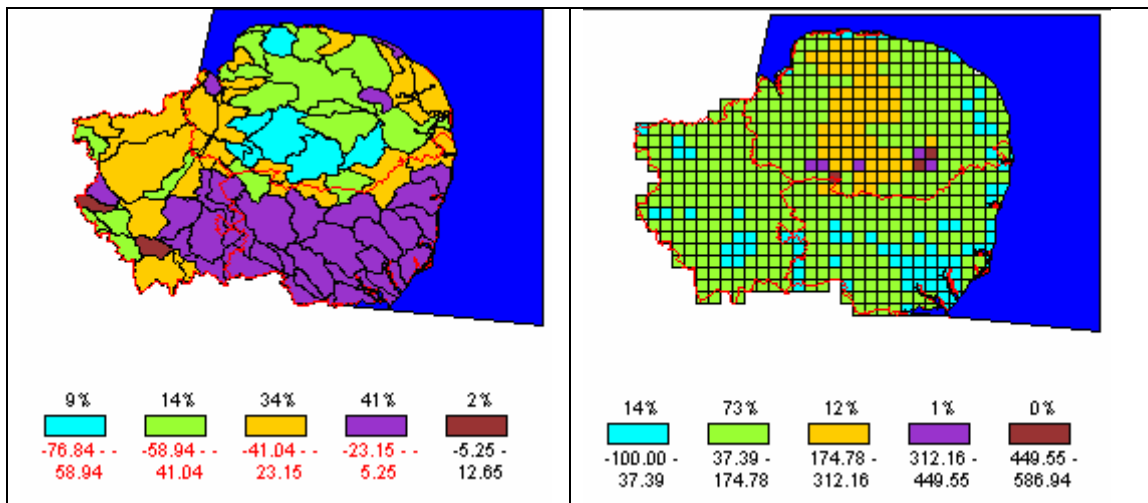 9% 14% 34% 41% 2%
-76.84 - - -58.94 - - -41.04 - - -23.15 - - -5.25 -
58.94 41.04 23.15 5.25 12.65
14% 73% 12% 1% 0%
-100.00 - 37.39 - 174.78 - 312.16 - 449.55 -
37.39 174.78 312.16 449.55 586.94